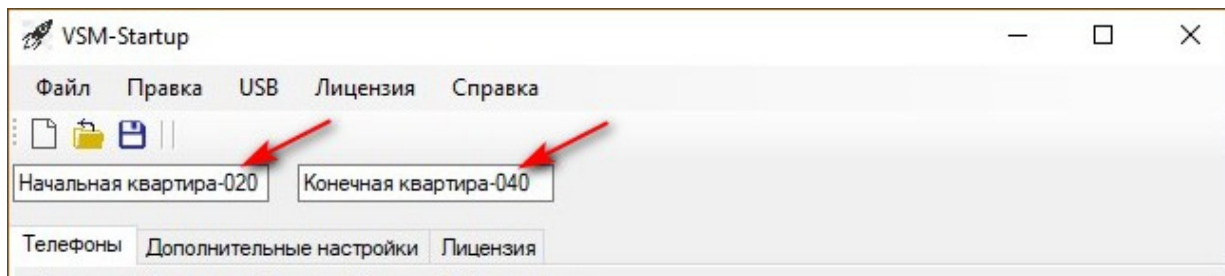 VSM-Startup
Файл Правка USB Лицензия Справка
Начальная квартира-020 Конечная квартира-040
Телефоны Дополнительные настройки Лицензия